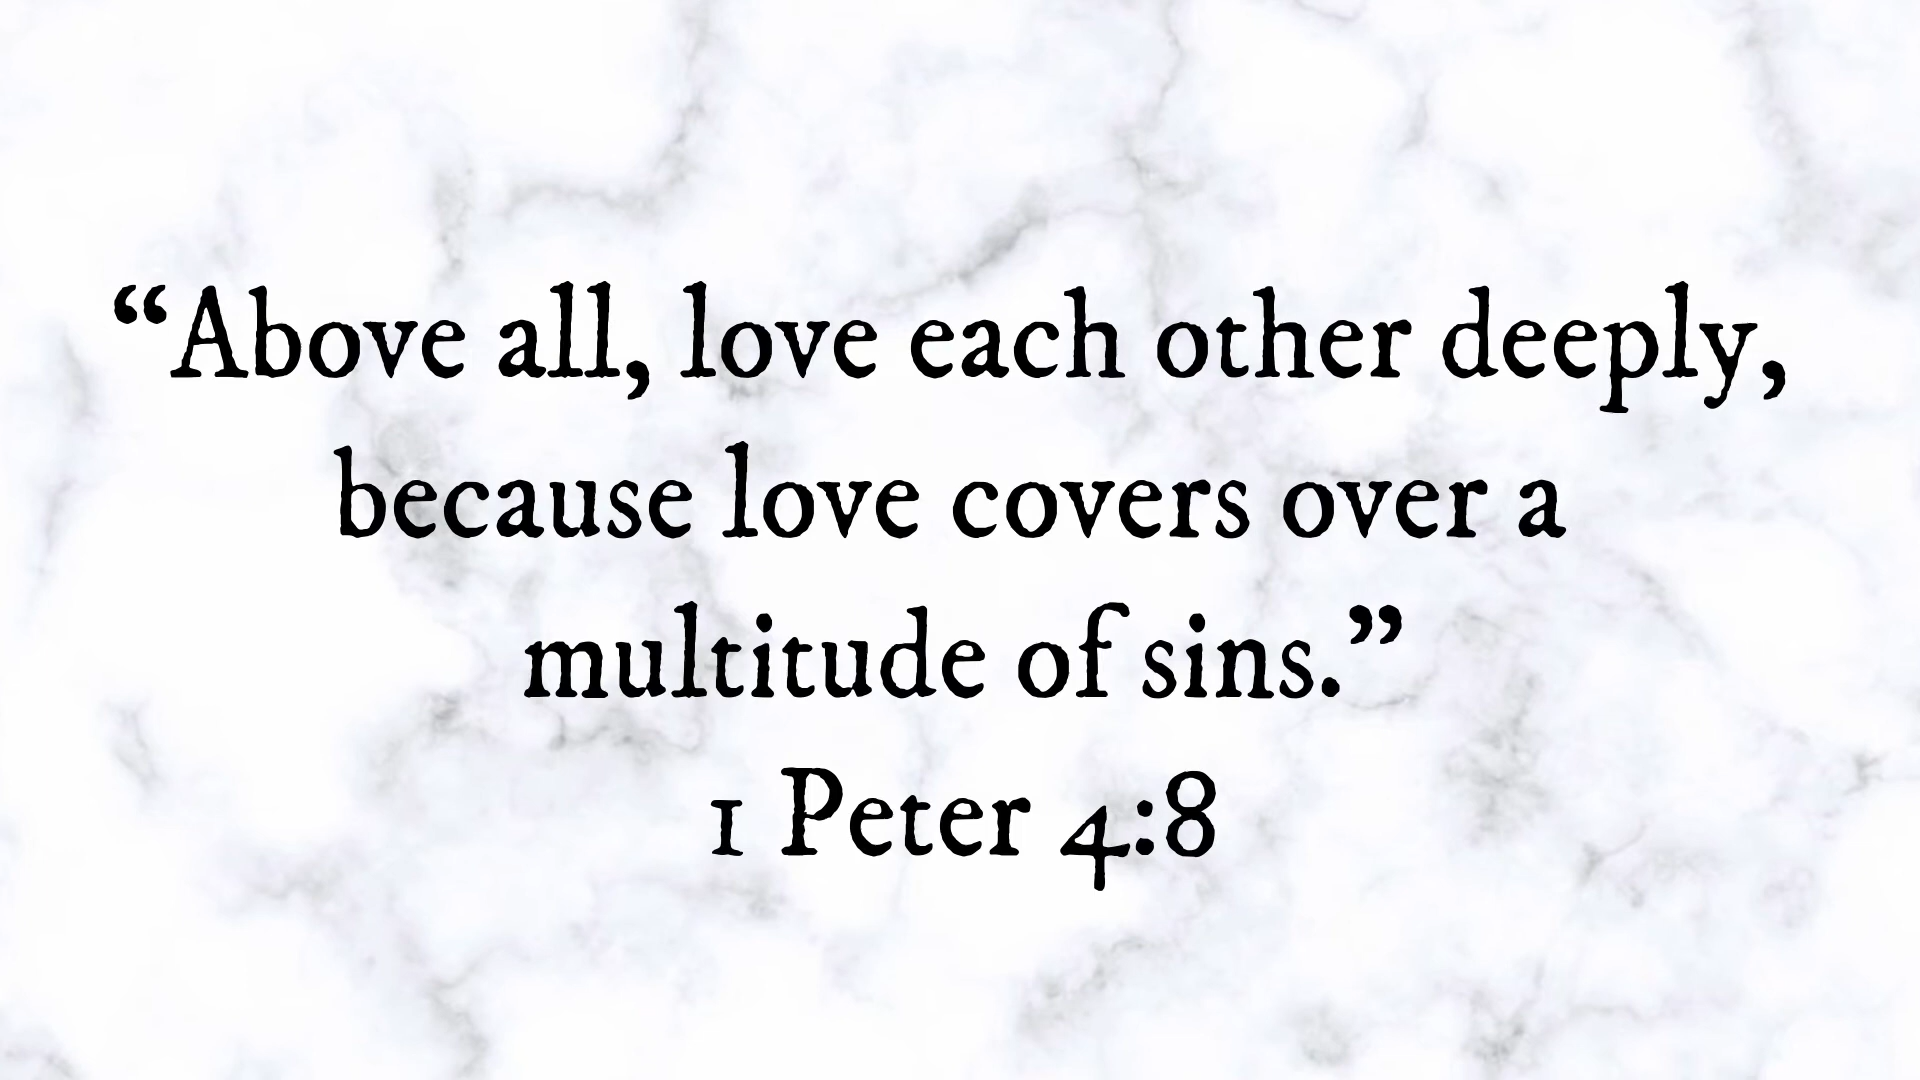 “Above all, love each other deeply,
because love covers over a
multitude of sins.”
1 Peter 4:8